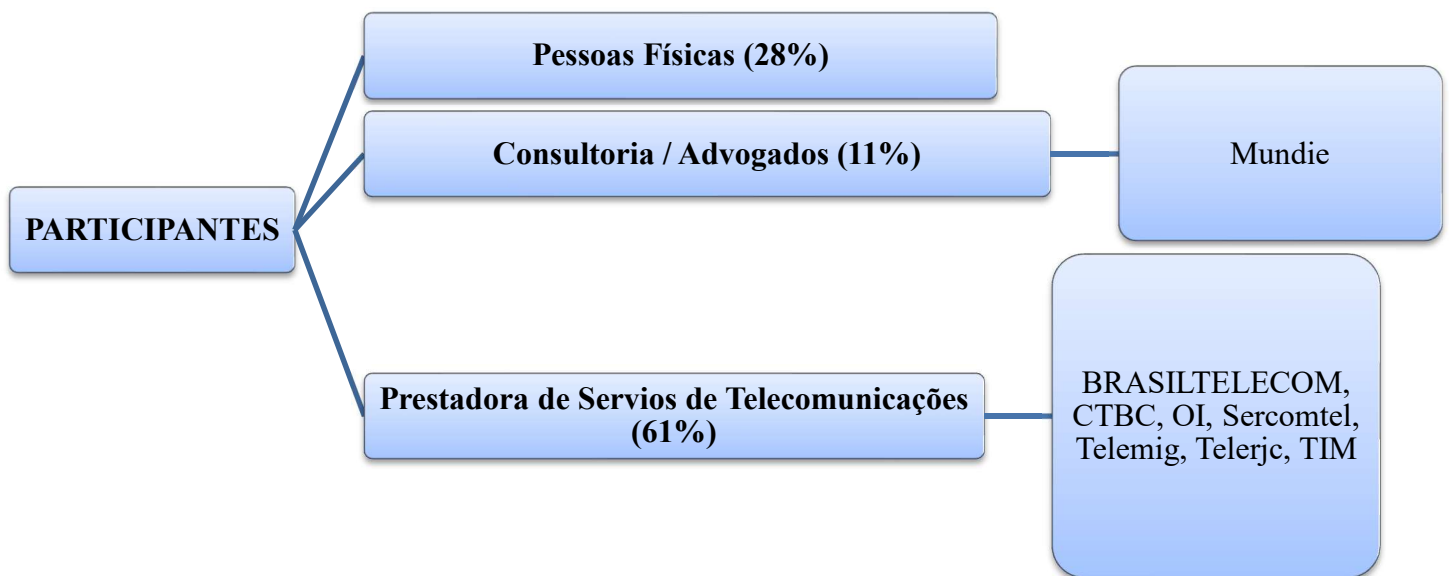 PARTICIPANTES
Pessoas Físicas (28%)
Consultoria / Advogados (11%)
Mundie
Prestadora de Servios de Telecomunicações
(61%)
BRASILTELECOM,
CTBC, OI, Sercomtel,
Telemig, Telerjc, TIM